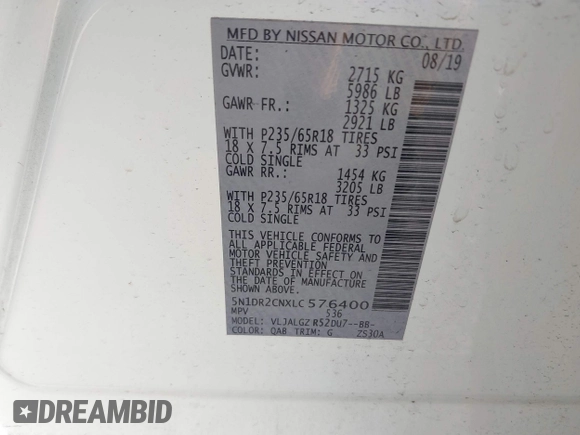 MFD BY NISSAN MOTOR CO., LTD.
DATE: 08/19
GVWR: 2715 KG
5986 LB
GAWR FR.: 1325 KG
2921 LB
WITH P235/65R18 TIRES
18 X 7.5 RIMS AT 33 PSI
COLD SINGLE
GAWR RR.: 1454 KG
3205 LB
WITH P235/65R18 TIRES
18 X 7.5 RIMS AT 33 PSI
COLD SINGLE
THIS VEHICLE CONFORMS TO
ALL APPLICABLE FEDERAL
MOTOR VEHICLE SAFETY AND
THEFT PREVENTION
STANDARDS IN EFFECT ON
THE DATE OF MANUFACTURE
SHOWN ABOVE.
5N1DR2CNXLC576400
MPV 536
MODEL: VLJALGZ R52DU7--BB-
COLOR: QAB TRIM: G ZS30A
DREAMBID